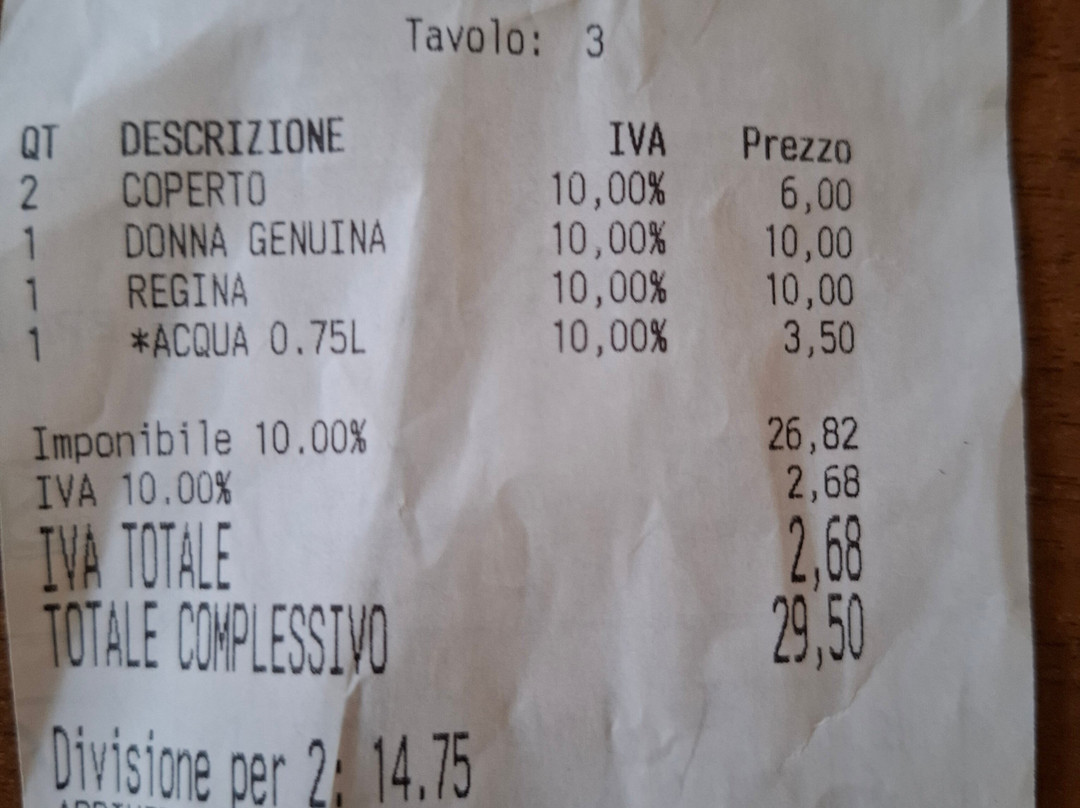 Tavolo: 3
QT DESCRIZIONE IVA Prezzo
2 COPERTO 10,00% 6,00
1 DONNA GENUINA 10,00% 10,00
1 REGINA 10,00% 10,00
1 *ACQUA 0.75L 10,00% 3,50
Imponibile 10.00% 26,82
IVA 10.00% 2,68
IVA TOTALE 2,68
TOTALE COMPLESSIVO 29,50
Divisione per 2: 14.75